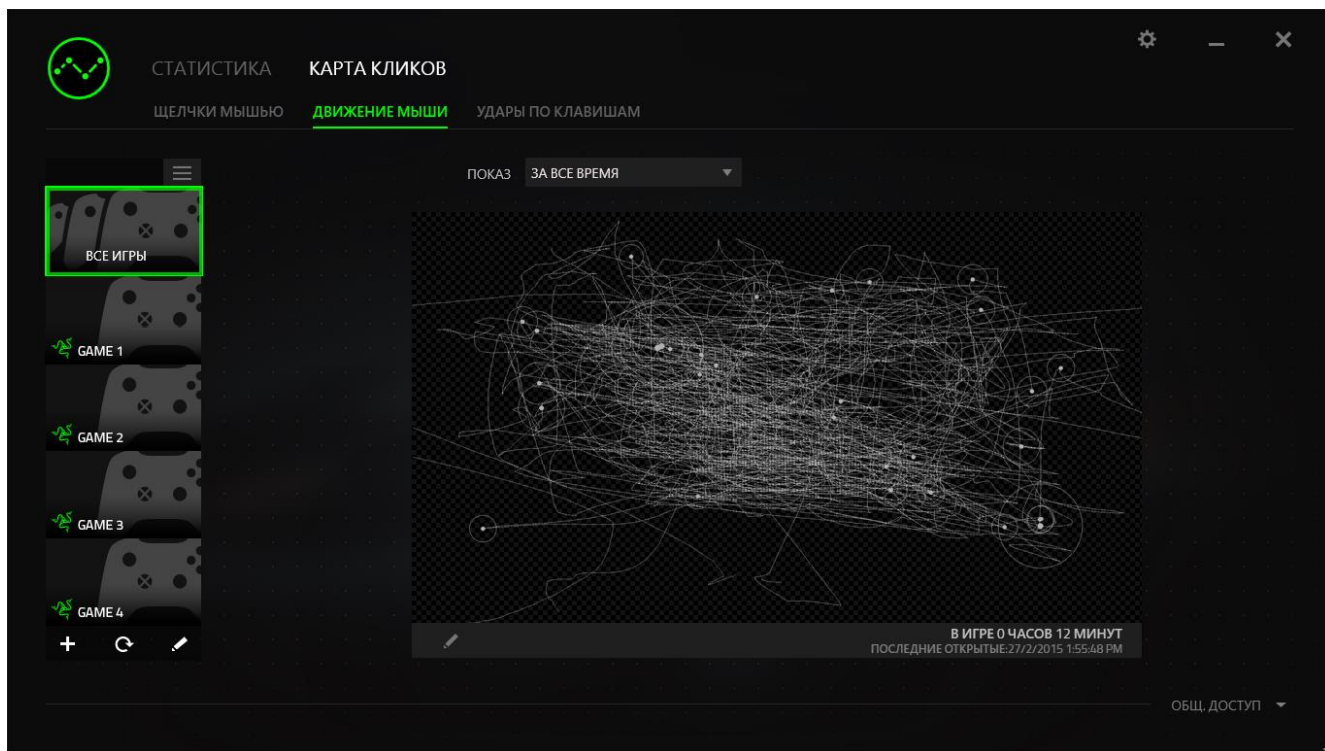 СТАТИСТИКА КАРТА КЛИКОВ
ЩЕЛЧКИ МЫШЬЮ ДВИЖЕНИЕ МЫШИ УДАРЫ ПО КЛАВИШАМ
ПОКАЗ ЗА ВСЕ ВРЕМЯ
ВСЕ ИГРЫ
GAME 1
GAME 2
GAME 3
GAME 4
В ИГРЕ 0 ЧАСОВ 12 МИНУТ
ПОСЛЕДНИЕ ОТКРЫТЫЕ:27/2/2015 1:55:48 PM
ОБЩ. ДОСТУП